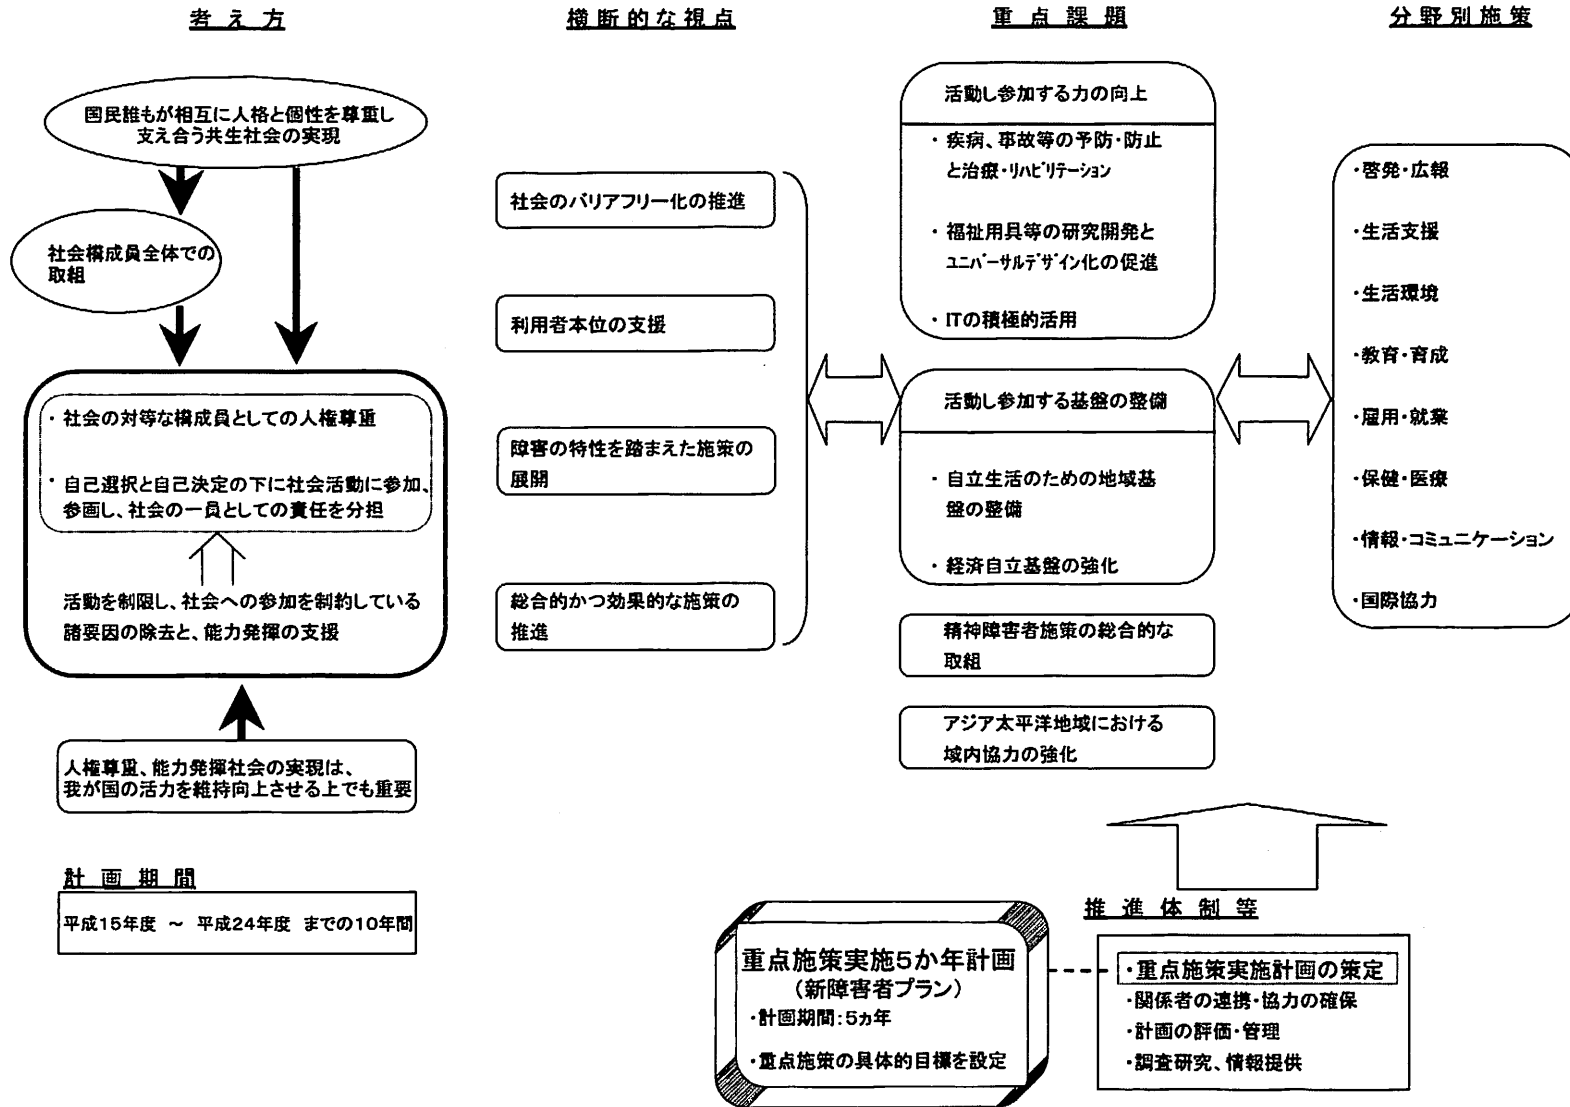 考え方
国民誰もが相互に人格と個性を尊重し
支え合う共生社会の実現
社会構成員全体での
取組
・社会の対等な構成員としての人権尊重
・自己選択と自己決定の下に社会活動に参加、
参画し、社会の一員としての責任を分担
活動を制限し、社会への参加を制約している
諸要因の除去と、能力発揮の支援
人権尊重、能力発揮社会の実現は、
我が国の活力を維持向上させる上でも重要
計画期間
平成15年度 ～ 平成24年度 までの10年間
横断的な視点
社会のバリアフリー化の推進
利用者本位の支援
障害の特性を踏まえた施策の
展開
総合的かつ効果的な施策の
推進
重点課題
活動し参加する力の向上
・疾病、事故等の予防・防止
と治療・ﾘﾊﾋﾞﾘﾃｰｼｮﾝ
・福祉用具等の研究開発と
ﾕﾆﾊﾞｰｻﾙﾃﾞｻﾞｲﾝ化の促進
・ITの積極的活用
活動し参加する基盤の整備
・自立生活のための地域基
盤の整備
・経済自立基盤の強化
精神障害者施策の総合的な
取組
アジア太平洋地域における
域内協力の強化
分野別施策
・啓発・広報
・生活支援
・生活環境
・教育・育成
・雇用・就業
・保健・医療
・情報・コミュニケーション
・国際協力
重点施策実施5か年計画
（新障害者プラン）
・計画期間：5ヵ年
・重点施策の具体的目標を設定
推進体制等
・重点施策実施計画の策定
・関係者の連携・協力の確保
・計画の評価・管理
・調査研究、情報提供